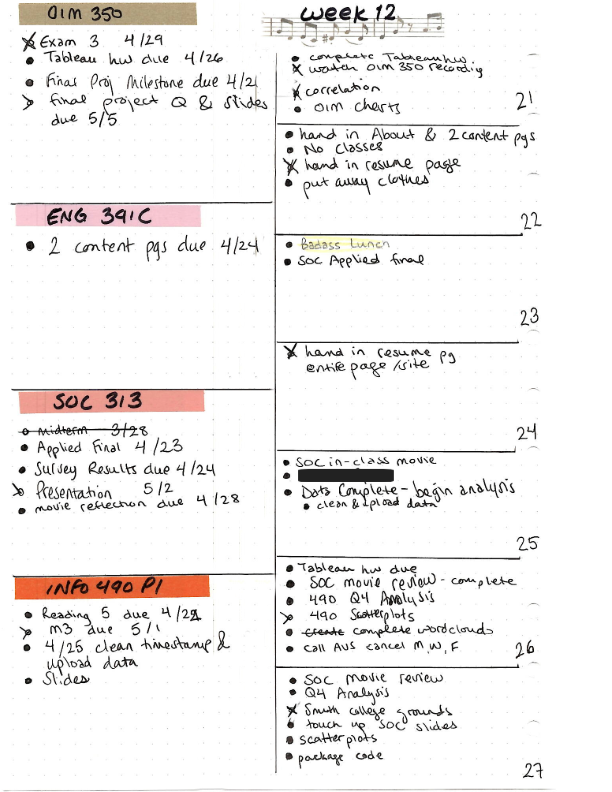 OIM 350
Exam 3 4/29
Tableau hw due 4/26
Final Proj Milestone due 4/21
final project Q & slides
due 5/5
ENG 391C
2 content pgs due 4/24
SOC 313
midterm 3/28
Applied Final 4/23
Survey Results due 4/24
Presentation 5/2
movie reflection due 4/28
INFO 490 P1
Reading 5 due 4/22
M3 due 5/1
4/25 clean timestamp &
upload data
Slides
Week 12
complete Tableau hw
watch OIM 350 recording
correlation
OIM charts
21
hand in About & 2 content pgs
No classes
hand in resume page
put away clothes
22
Badass Lunch
SOC Applied final
23
hand in resume pg
entire page /site
24
SOC in-class movie
Data Complete - begin analysis
clean & upload data
25
Tableau hw due
SOC movie review - complete
490 Q4 Analysis
490 Scatterplots
create complete wordclouds
call AVS cancel M, W, F
26
SOC movie review
Q4 Analysis
Smith college grounds
touch up SOC slides
scatterplots
package code
27